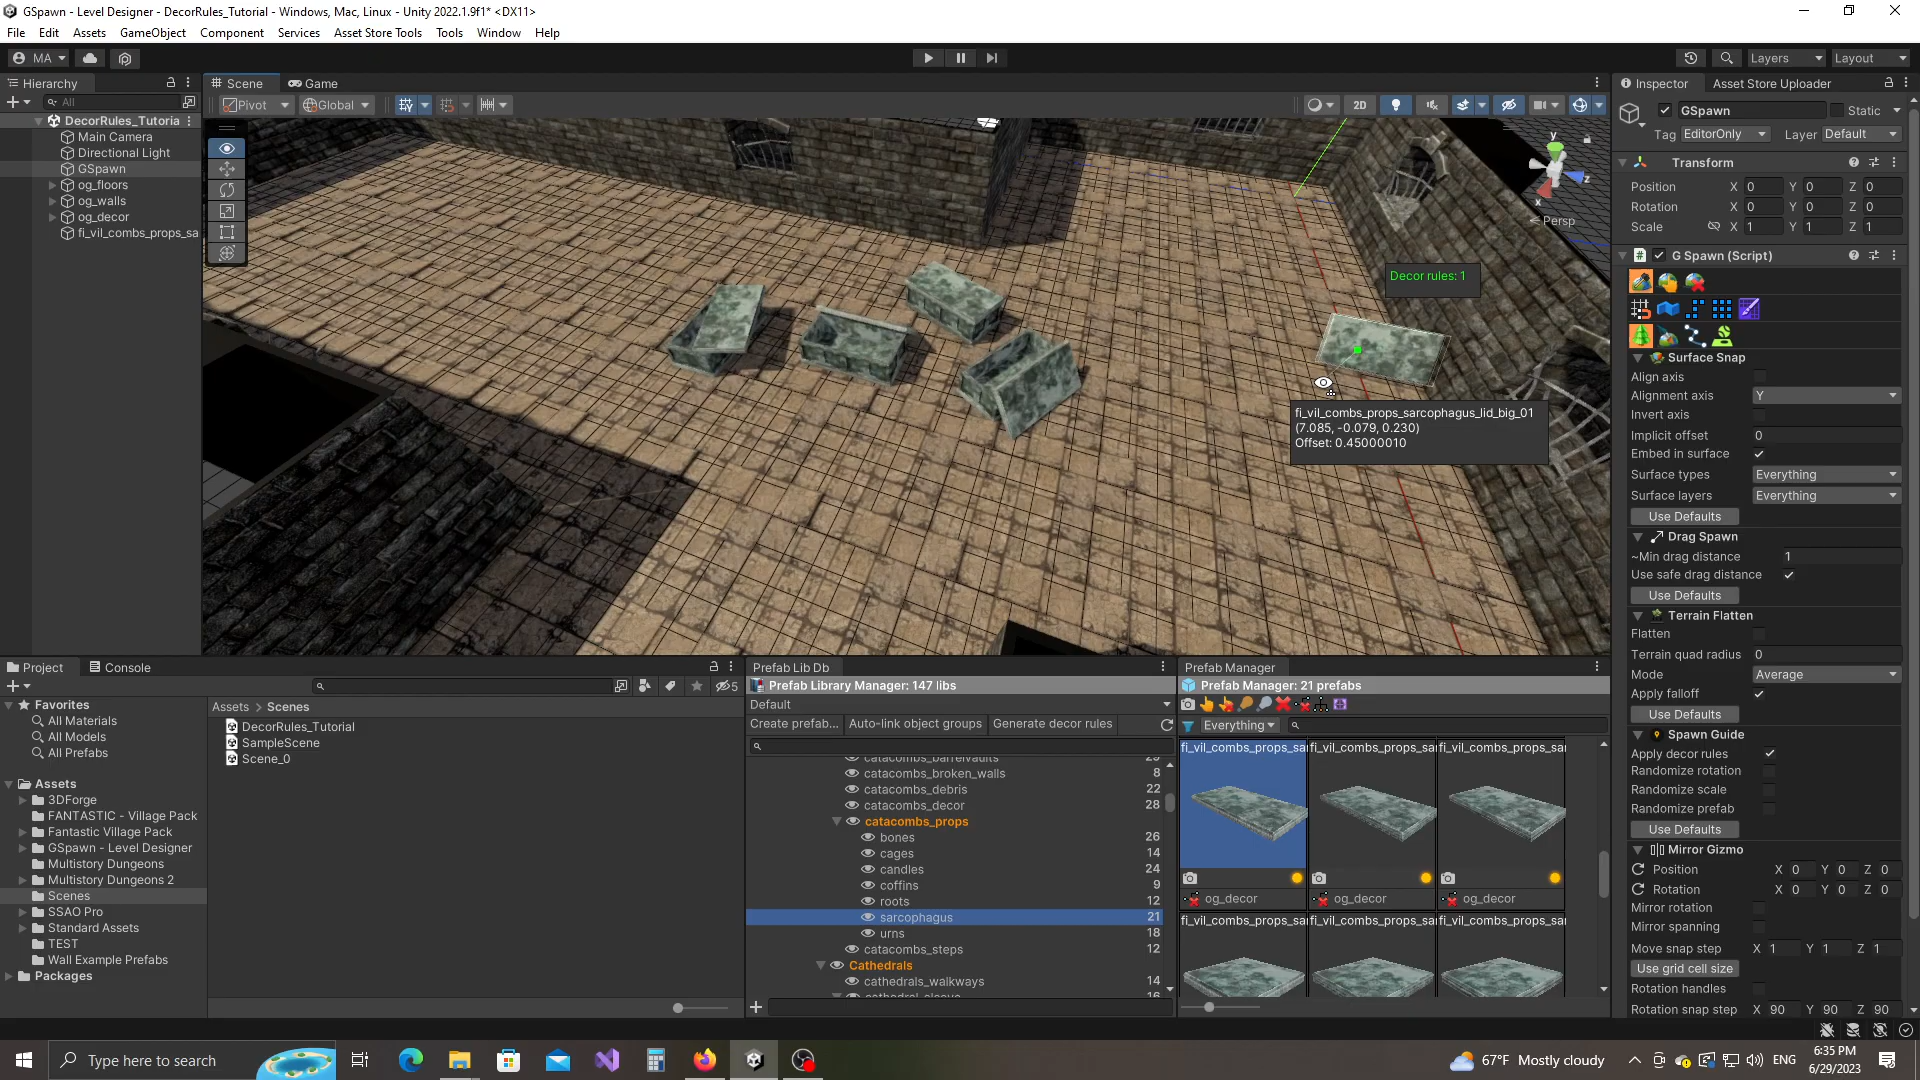 GSpawn - Level Designer - DecorRules_Tutorial - Windows, Mac, Linux - Unity 2022.1.9f1* <DX11>
File Edit Assets GameObject Component Services Asset Store Tools Tools Window Help
MA
Layers
Layout
Hierarchy
Scene
Game
Inspector
Asset Store Uploader
All
Pivot
Global
2D
GSpawn
Static
DecorRules_Tutoria
Main Camera
Directional Light
GSpawn
og_floors
og_walls
og_decor
fi_vil_combs_props_sa
Tag EditorOnly Layer Default
Transform
Position X 0 Y 0 Z 0
Rotation X 0 Y 0 Z 0
Scale X 1 Y 1 Z 1
y
z
x
Persp
Decor rules: 1
fi_vil_combs_props_sarcophagus_lid_big_01
(7.085, -0.079, 0.230)
Offset: 0.45000010
G Spawn (Script)
Surface Snap
Align axis
Alignment axis Y
Invert axis
Implicit offset 0
Embed in surface
Surface types Everything
Surface layers Everything
Use Defaults
Drag Spawn
~Min drag distance 1
Use safe drag distance
Use Defaults
Terrain Flatten
Flatten
Terrain quad radius 0
Mode Average
Apply falloff
Use Defaults
Spawn Guide
Apply decor rules
Randomize rotation
Randomize scale
Randomize prefab
Use Defaults
Mirror Gizmo
Position X 0 Y 0 Z 0
Rotation X 0 Y 0 Z 0
Mirror rotation
Mirror spanning
Move snap step X 1 Y 1 Z 1
Use grid cell size
Rotation handles
Rotation snap step X 90 Y 90 Z 90
Project
Console
5
Favorites
All Materials
All Models
All Prefabs
Assets
3DForge
FANTASTIC - Village Pack
Fantastic Village Pack
GSpawn - Level Designer
Multistory Dungeons
Multistory Dungeons 2
Scenes
SSAO Pro
Standard Assets
TEST
Wall Example Prefabs
Packages
Assets > Scenes
DecorRules_Tutorial
SampleScene
Scene_0
Prefab Lib Db
Prefab Library Manager: 147 libs
Default
Create prefab... Auto-link object groups Generate decor rules
catacombs_barrelvaults
catacombs_broken_walls 8
catacombs_debris 22
catacombs_decor 28
catacombs_props
bones 26
cages 14
candles 24
coffins 9
roots 12
sarcophagus 21
urns 18
catacombs_steps 12
Cathedrals
cathedrals_walkways 14
Prefab Manager
Prefab Manager: 21 prefabs
Everything
fi_vil_combs_props_sar fi_vil_combs_props_sar fi_vil_combs_props_sar
og_decor og_decor og_decor
fi_vil_combs_props_sar fi_vil_combs_props_sar fi_vil_combs_props_sar
Type here to search
67°F Mostly cloudy
ENG
6:35 PM
6/29/2023